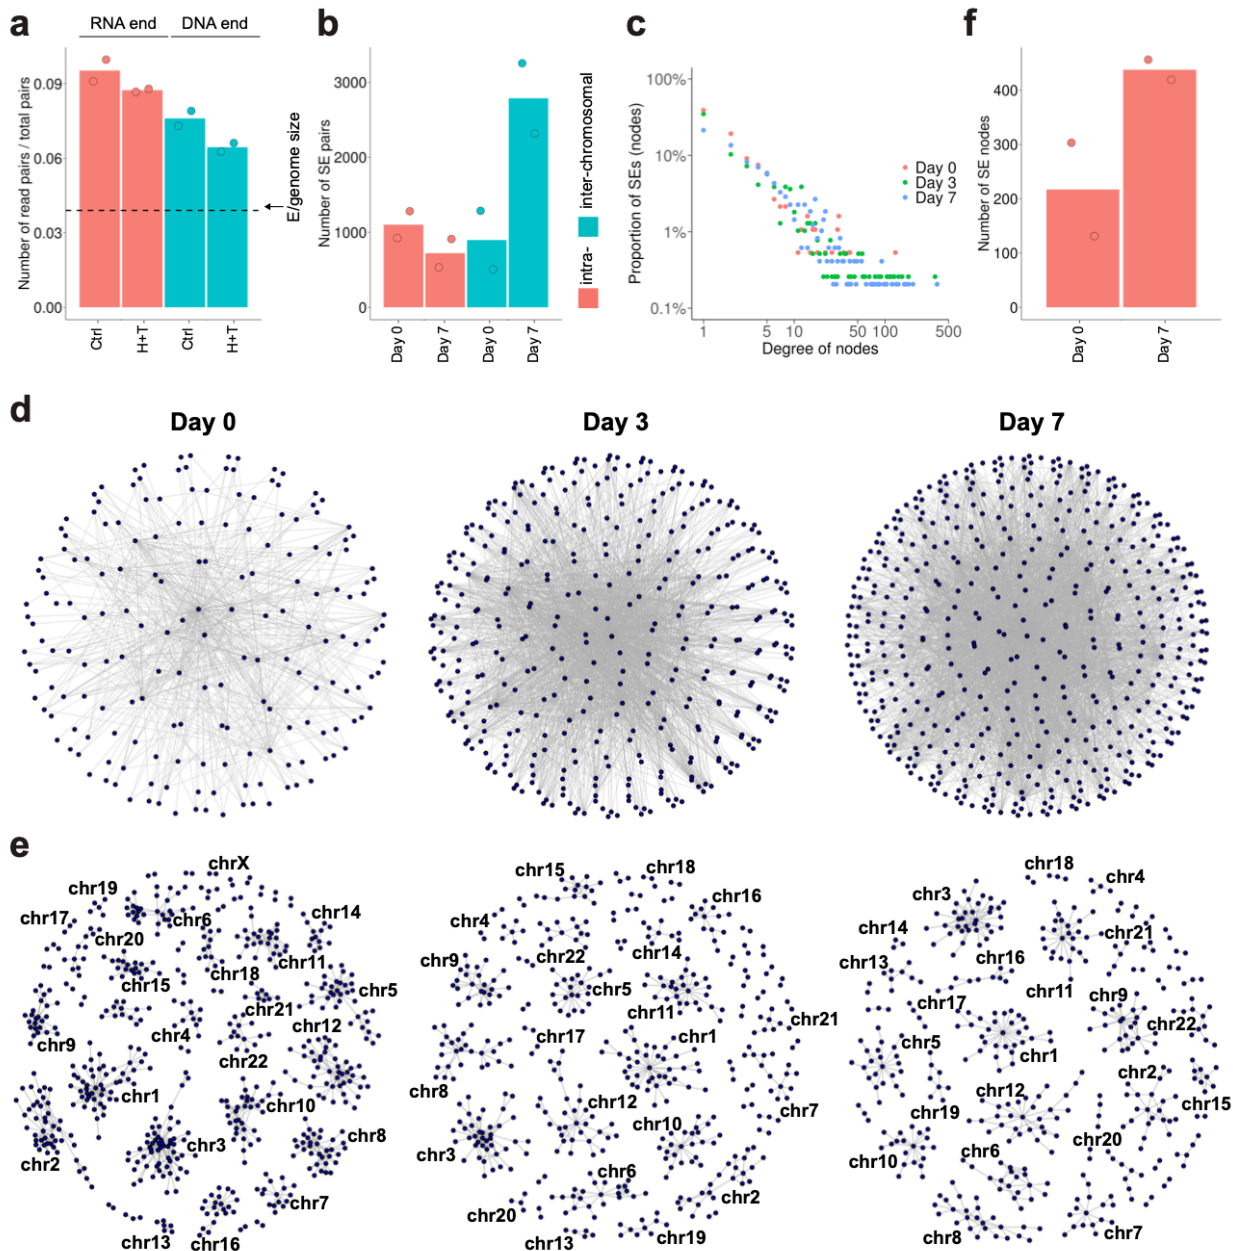 a
RNA end
DNA end
Number of read pairs / total pairs
0.09
0.06
0.03
0.00
Ctrl
H+T
Ctrl
H+T
E/genome size
b
Number of SE pairs
3000
2000
1000
0
Day 0
Day 7
Day 0
Day 7
intra-
inter-chromosomal
c
Proportion of SEs (nodes)
100%
10%
1%
0.1%
Day 0
Day 3
Day 7
1
5
10
50
100
500
Degree of nodes
f
Number of SE nodes
400
300
200
100
0
Day 0
Day 7
d
Day 0
Day 3
Day 7
e
chrX
chr19
chr17
chr6
chr14
chr20
chr11
chr18
chr15
chr5
chr21
chr4
chr12
chr9
chr22
chr1
chr10
chr3
chr8
chr2
chr7
chr13
chr16
chr15
chr18
chr16
chr4
chr14
chr9
chr22
chr5
chr11
chr21
chr17
chr1
chr8
chr7
chr12
chr10
chr3
chr6
chr2
chr20
chr13
chr19
chr18
chr4
chr3
chr14
chr21
chr16
chr13
chr11
chr9
chr17
chr22
chr5
chr1
chr2
chr12
chr15
chr19
chr20
chr10
chr6
chr8
chr7